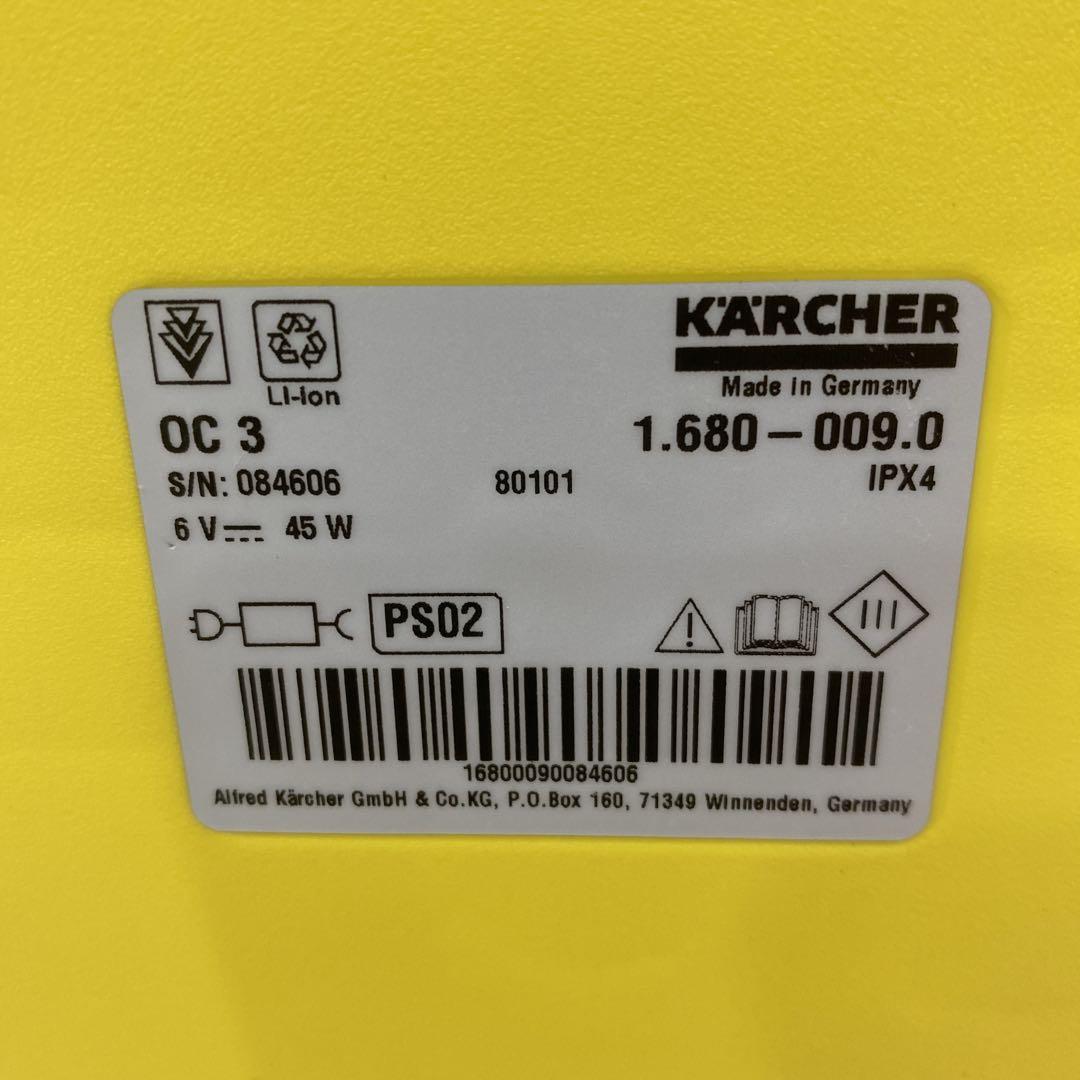 KÄRCHER
LI-Ion
Made in Germany
OC 3
1.680-009.0
S/N: 084606
80101
IPX4
6 V⎓ 45 W
PS02
16800090084606
Alfred Kärcher GmbH & Co.KG, P.O.Box 160, 71349 Winnenden, Germany